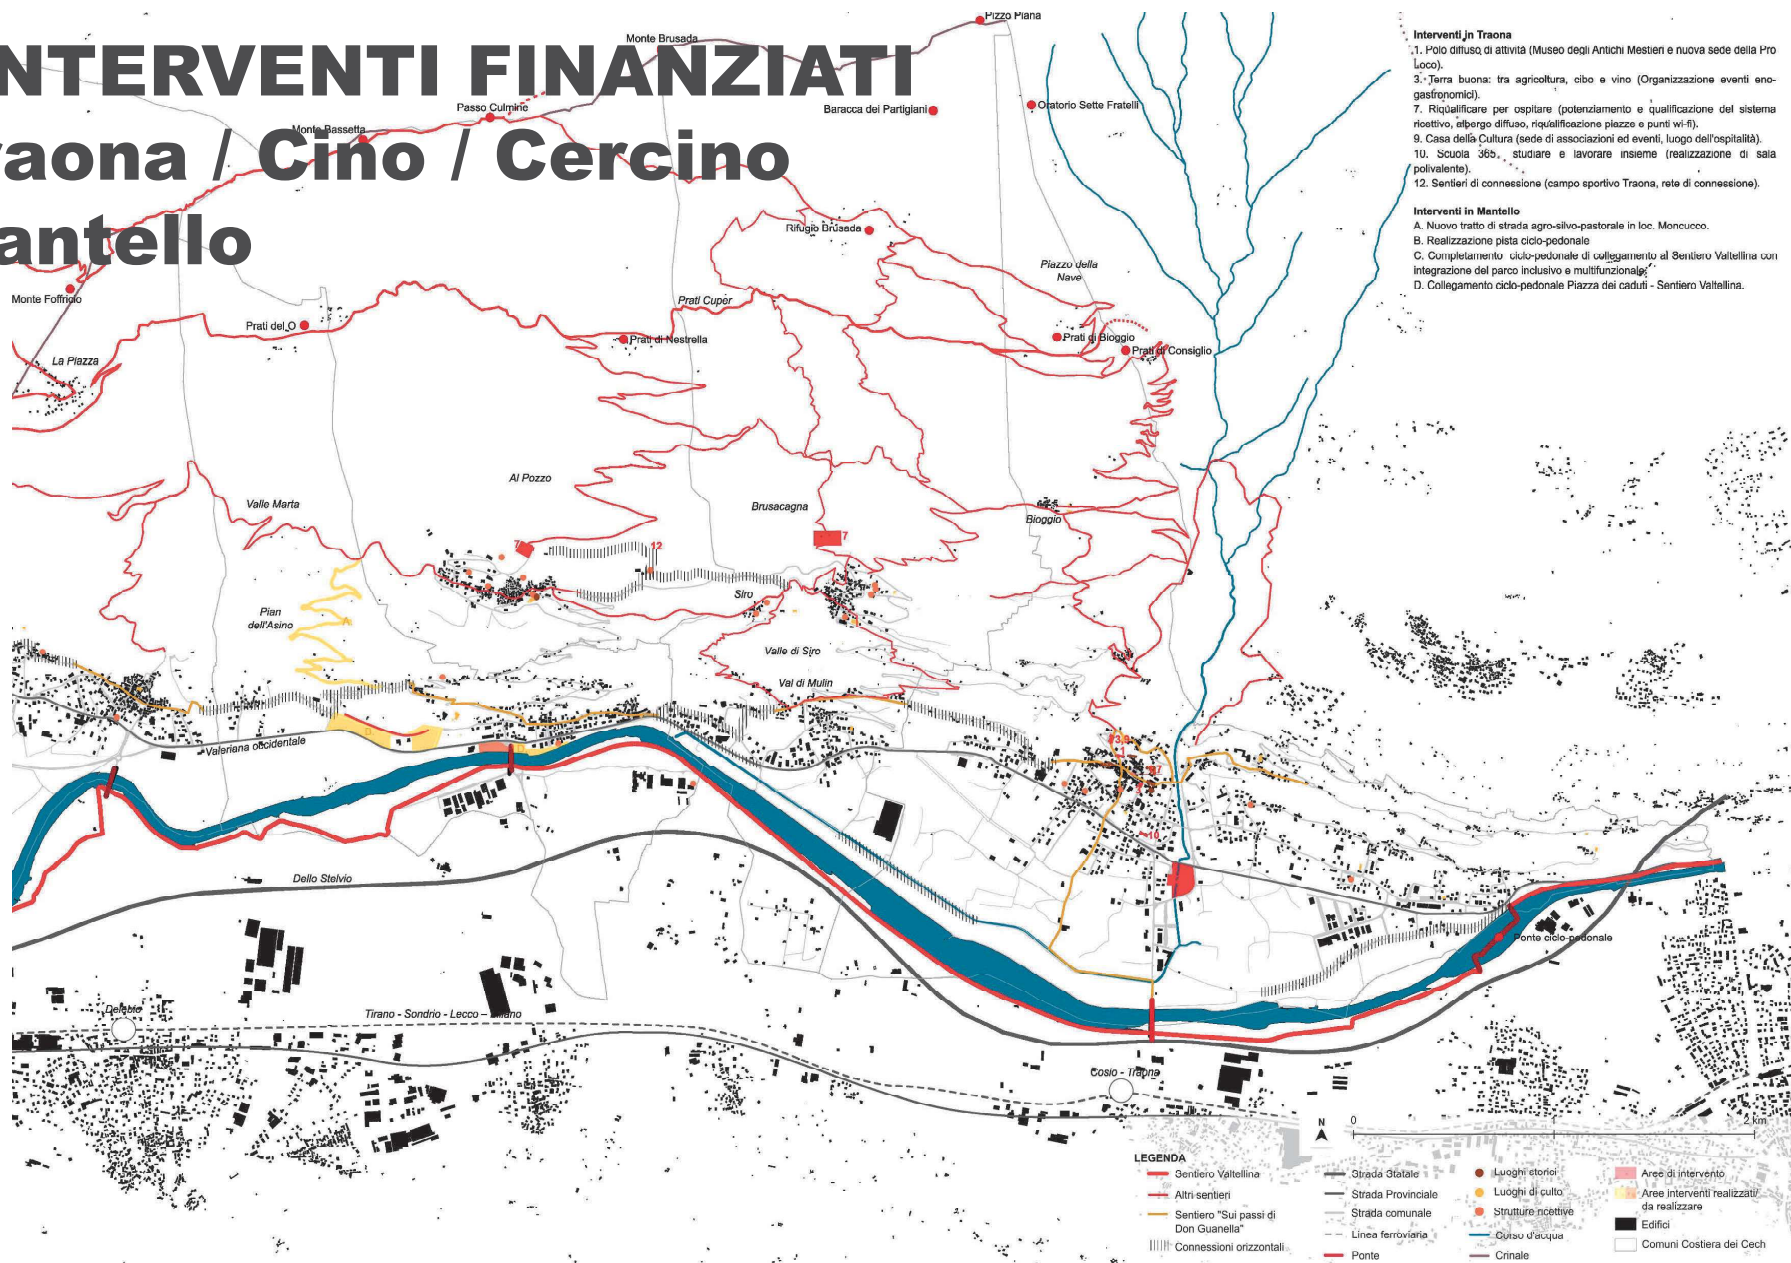 NTERVENTI FINANZIATI
raona / Cino / Cercino
antello
Pizzo Piana
Monte Brusada
Passo Culmine
Monte Bassetta
Baracca dei Partigiani
Oratorio Sette Fratelli
Rifugio Brusada
Piazzo della
Nave
Monte Foffricio
Prati Cuper
Prati del O
Prati di Nestrella
Prati di Bioggio
Prati di Consiglio
La Piazza
Al Pozzo
Valle Marta
Brusacagna
Bioggio
7
12
7
Siro
Pian
dell'Asino
A.
Valle di Siro
Val di Mulin
Valeriana occidentale
10
Dello Stelvio
Ponte ciclo-pedonale
Delebio
Tirano - Sondrio - Lecco – Milano
Cosio - Traona
Interventi in Traona
1. Polo diffuso di attività (Museo degli Antichi Mestieri e nuova sede della Pro
Loco).
3. Terra buona: tra agricoltura, cibo e vino (Organizzazione eventi eno-
gastronomici).
7. Riqualificare per ospitare (potenziamento e qualificazione del sistema
ricettivo, albergo diffuso, riqualificazione piazze e punti wi-fi).
9. Casa della Cultura (sede di associazioni ed eventi, luogo dell'ospitalità).
10. Scuola 365, studiare e lavorare insieme (realizzazione di sala
polivalente).
12. Sentieri di connessione (campo sportivo Traona, rete di connessione).
Interventi in Mantello
A. Nuovo tratto di strada agro-silvo-pastorale in loc. Moncucco.
B. Realizzazione pista ciclo-pedonale
C. Completamento ciclo-pedonale di collegamento al Sentiero Valtellina con
integrazione del parco inclusivo e multifunzionale;
D. Collegamento ciclo-pedonale Piazza dei caduti - Sentiero Valtellina.
N
0
1
2 km
LEGENDA
Sentiero Valtellina
Altri sentieri
Sentiero "Sui passi di
Don Guanella"
Connessioni orizzontali
Strada Statale
Strada Provinciale
Strada comunale
Linea ferroviaria
Ponte
Luoghi storici
Luoghi di culto
Strutture ricettive
Corso d'acqua
Crinale
Aree di intervento
Aree interventi realizzati/
da realizzare
Edifici
Comuni Costiera dei Cech